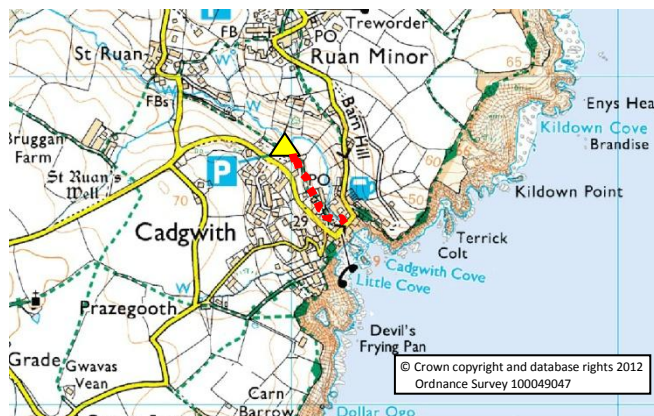 Treworder
PO
FB
St Ruan
Ruan Minor
65
FBs
W
W
Enys Hea
Kildown Cove
Brandise
Barn Hill
Bruggan
Farm
P
PO
60
St Ruan's
Well
70
50
Kildown Point
Cadgwith
29
Terrick
Colt
9
Cadgwith Cove
Little Cove
W
Prazegooth
Devil's
Frying Pan
Grade
Gwavas
Vean
© Crown copyright and database rights 2012
Ordnance Survey 100049047
Carn
Barrow
Dollar Ogo